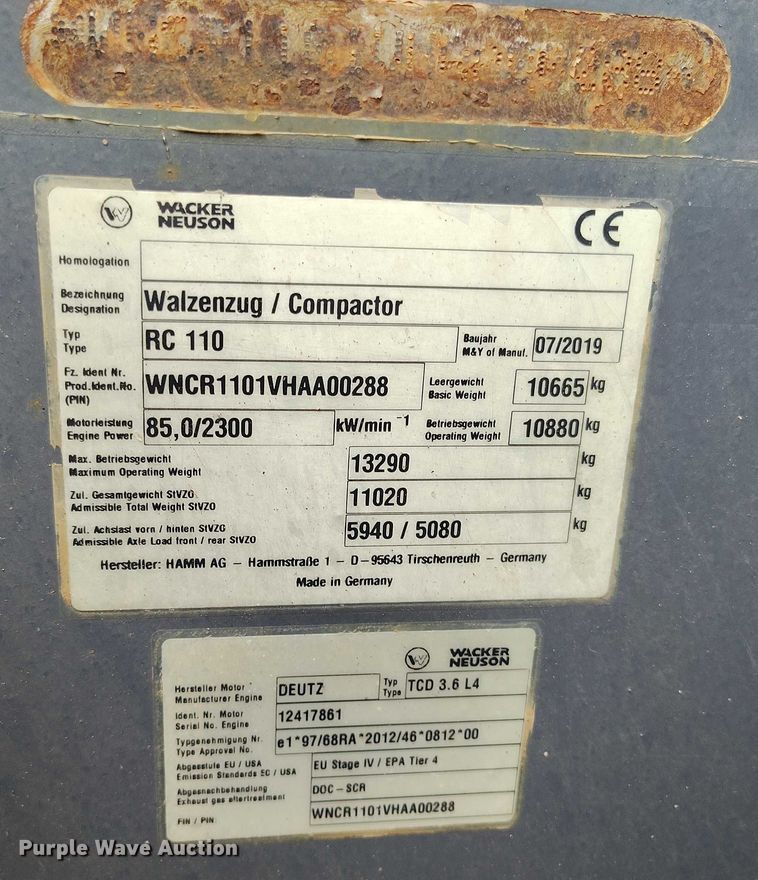 WACKER
NEUSON
CE
Homologation
Bezeichnung
Designation
Walzenzug / Compactor
Typ
Type
RC 110
Baujahr
M&Y of Manuf.
07/2019
Fz. Ident Nr.
Prod.Ident.No.
(PIN)
WNCR1101VHAA00288
Leergewicht
Basic Weight
10665 kg
Motorleistung
Engine Power
85,0/2300 kW/min -1
Betriebsgewicht
Operating Weight
10880 kg
Max. Betriebsgewicht
Maximum Operating Weight
13290 kg
Zul. Gesamtgewicht StVZO
Admissible Total Weight StVZO
11020 kg
Zul. Achslast vorn / hinten StVZO
Admissible Axle Load front / rear StVZO
5940 / 5080 kg
Hersteller: HAMM AG - Hammstraße 1 - D-95643 Tirschenreuth - Germany
Made in Germany
WACKER
NEUSON
Hersteller Motor
Manufacturer Engine
DEUTZ
Typ
Type
TCD 3.6 L4
Ident. Nr. Motor
Serial No. Engine
12417861
Typgenehmigung Nr.
Type Approval No.
e1*97/68RA*2012/46*0812*00
Abgasstufe EU / USA
Emission Standards EC / USA
EU Stage IV / EPA Tier 4
Abgasnachbehandlung
Exhaust gas aftertreatment
DOC-SCR
FIN / PIN
WNCR1101VHAA00288
Purple Wave Auction